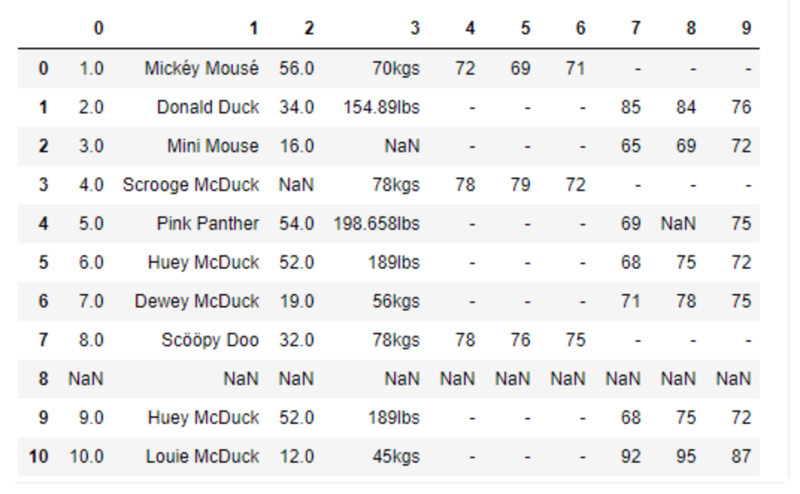 0 1 2 3 4 5 6 7 8 9
0 1.0 Mickéy Mousé 56.0 70kgs 72 69 71 - - -
1 2.0 Donald Duck 34.0 154.89lbs - - - 85 84 76
2 3.0 Mini Mouse 16.0 NaN - - - 65 69 72
3 4.0 Scrooge McDuck NaN 78kgs 78 79 72 - - -
4 5.0 Pink Panther 54.0 198.658lbs - - - 69 NaN 75
5 6.0 Huey McDuck 52.0 189lbs - - - 68 75 72
6 7.0 Dewey McDuck 19.0 56kgs - - - 71 78 75
7 8.0 Scööpy Doo 32.0 78kgs 78 76 75 - - -
8 NaN NaN NaN NaN NaN NaN NaN NaN NaN NaN
9 9.0 Huey McDuck 52.0 189lbs - - - 68 75 72
10 10.0 Louie McDuck 12.0 45kgs - - - 92 95 87